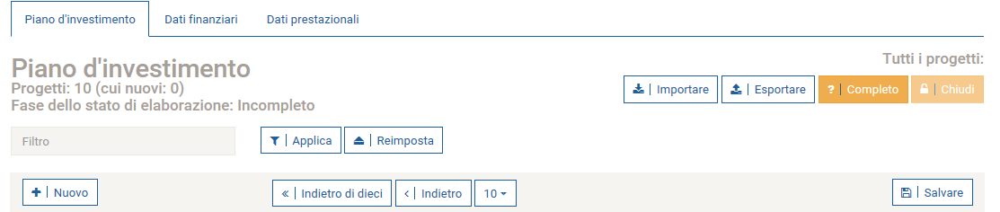 Piano d'investimento Dati finanziari Dati prestazionali
Piano d'investimento
Tutti i progetti:
Progetti: 10 (cui nuovi: 0)
Importare Esportare ? Completo Chiudi
Fase dello stato di elaborazione: Incompleto
Filtro Applica Reimposta
Nuovo Indietro di dieci Indietro 10 Salvare